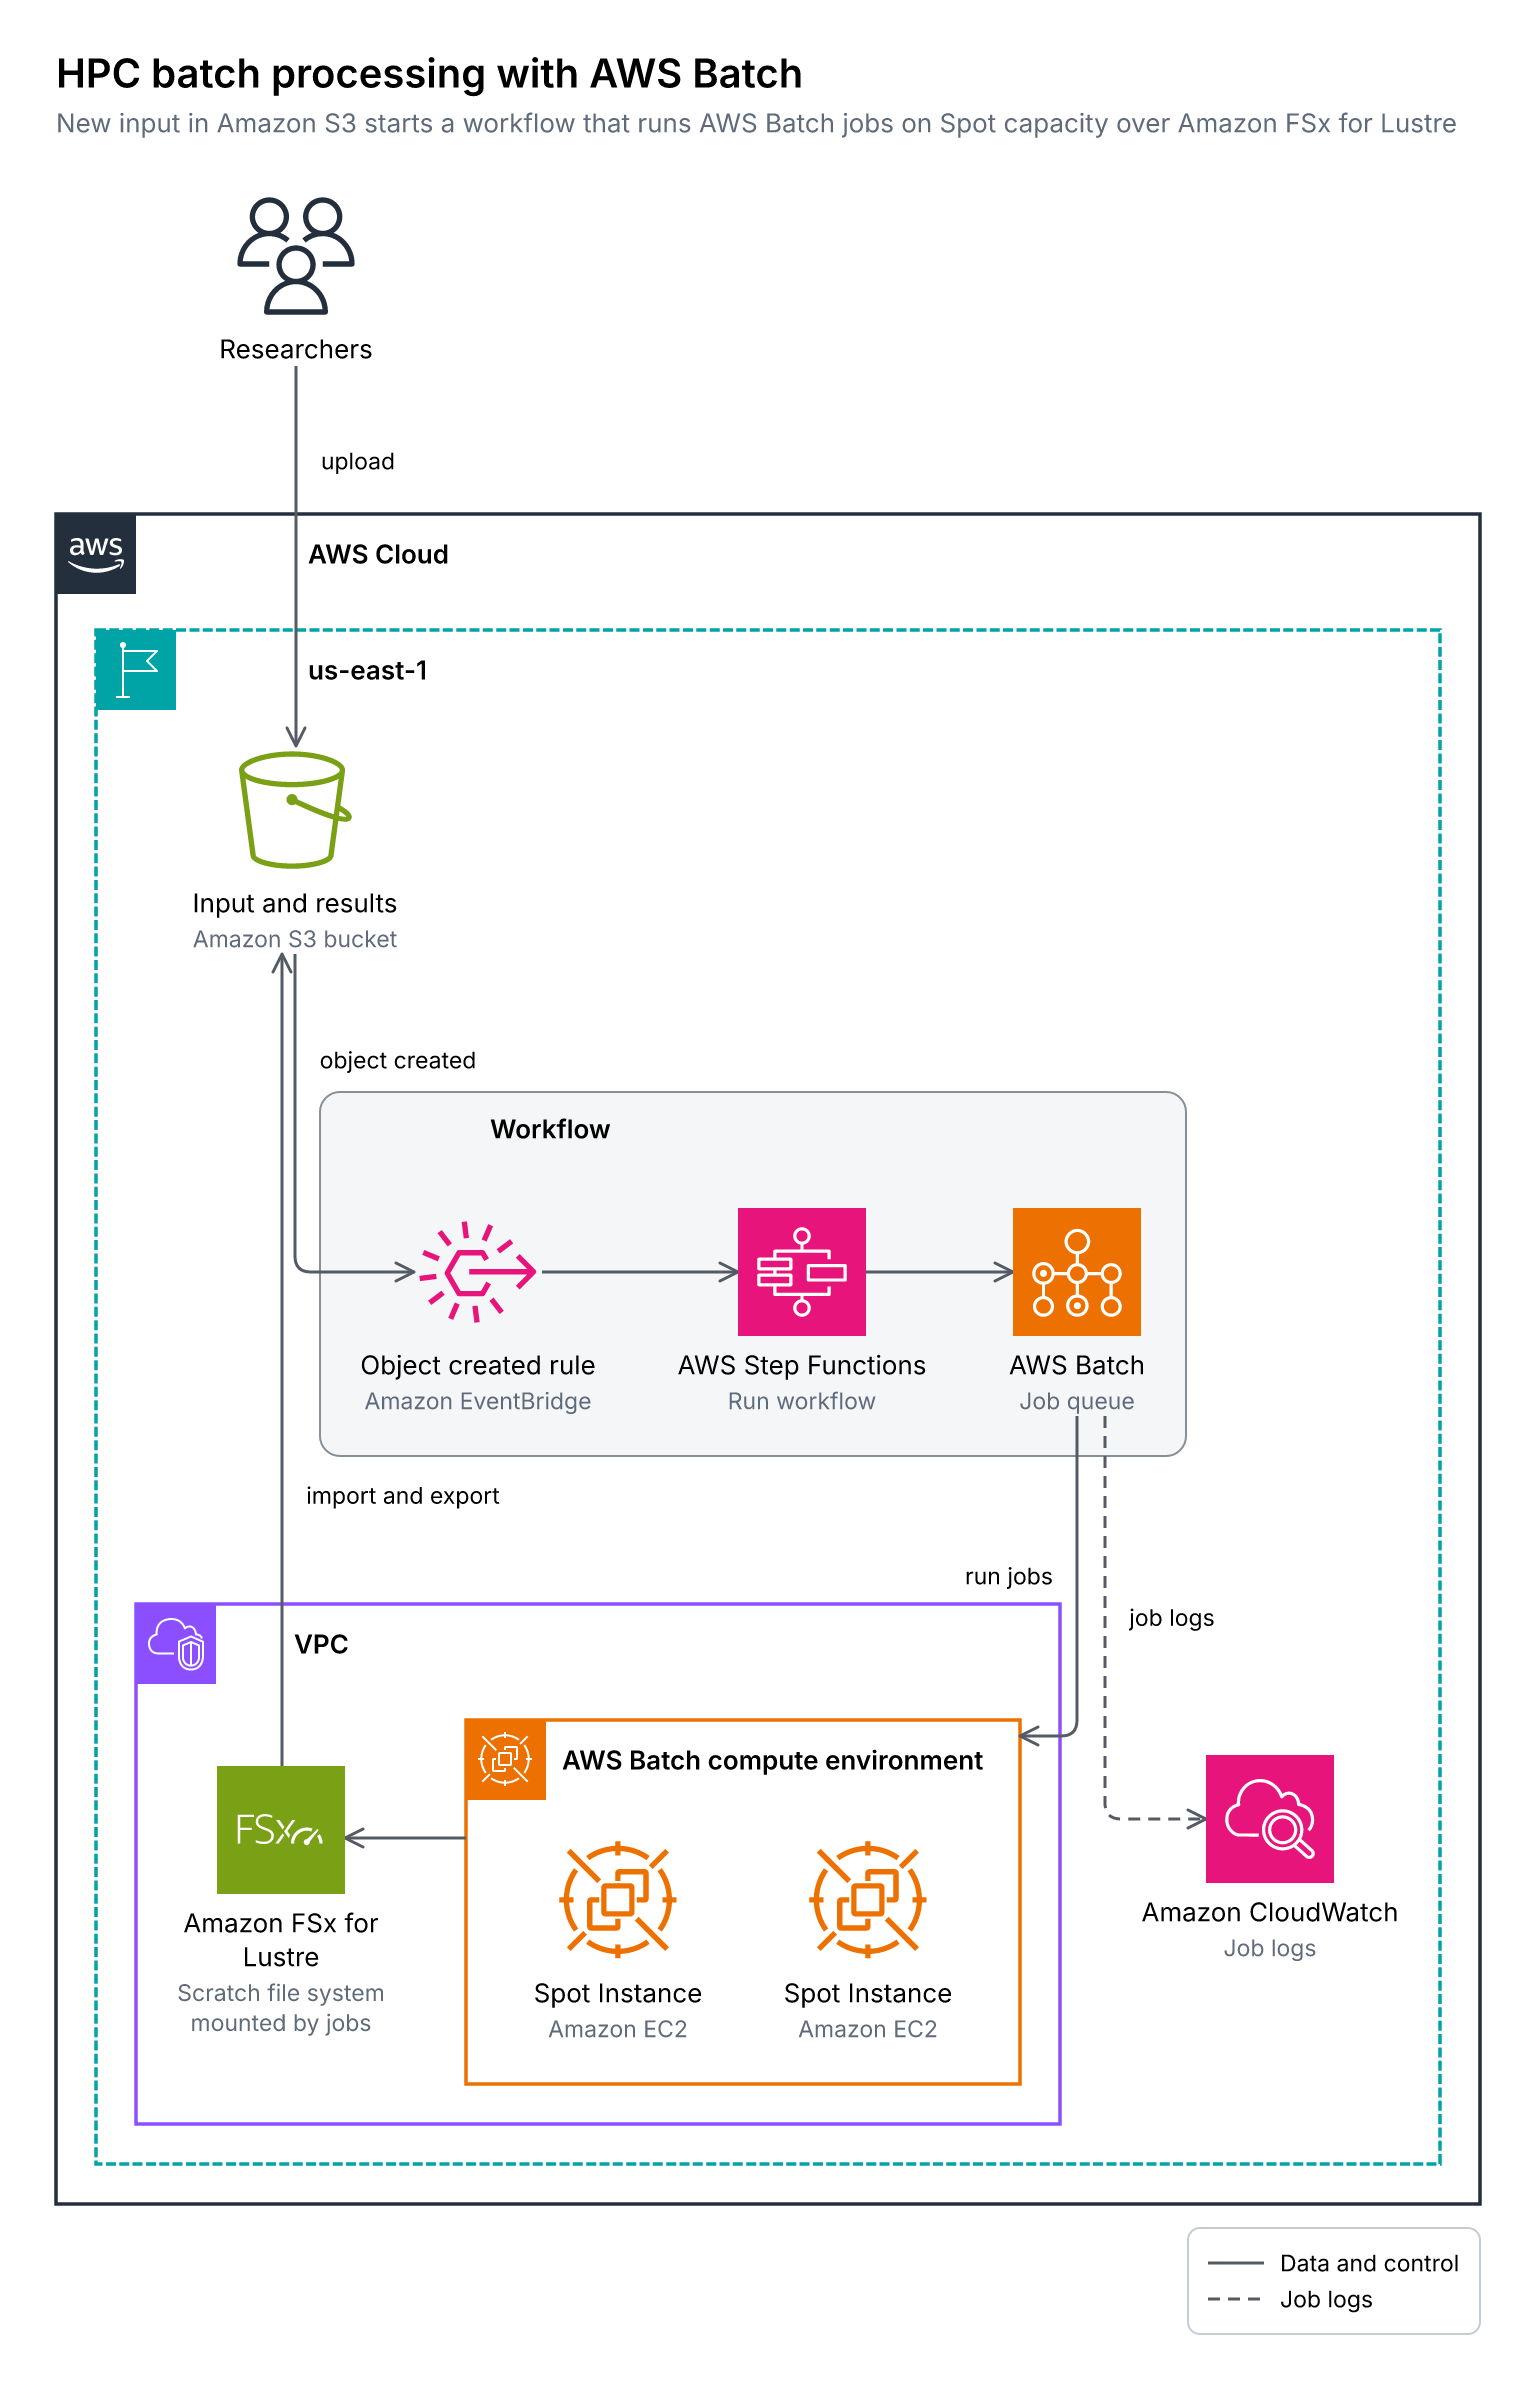 HPC batch processing with AWS Batch
New input in Amazon S3 starts a workflow that runs AWS Batch jobs on Spot capacity over Amazon FSx for Lustre
Researchers
upload
aws
AWS Cloud
us-east-1
Input and results
Amazon S3 bucket
object created
Workflow
Object created rule
Amazon EventBridge
AWS Step Functions
Run workflow
AWS Batch
Job queue
import and export
run jobs
job logs
VPC
AWS Batch compute environment
FSx
Amazon FSx for
Lustre
Scratch file system
mounted by jobs
Spot Instance
Amazon EC2
Spot Instance
Amazon EC2
Amazon CloudWatch
Job logs
Data and control
Job logs